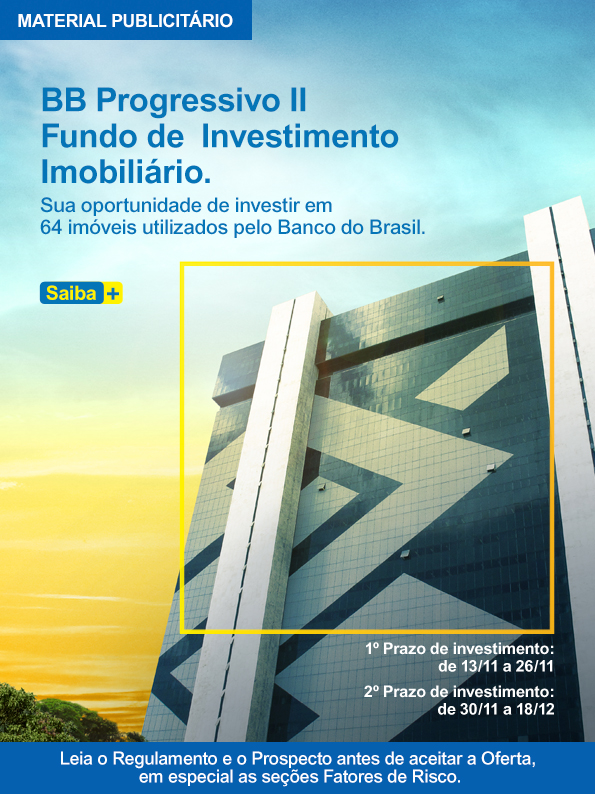 MATERIAL PUBLICITÁRIO
BB Progressivo II
Fundo de Investimento
Imobiliário.
Sua oportunidade de investir em
64 imóveis utilizados pelo Banco do Brasil.
Saiba +
1º Prazo de investimento:
de 13/11 a 26/11
2º Prazo de investimento:
de 30/11 a 18/12
Leia o Regulamento e o Prospecto antes de aceitar a Oferta,
em especial as seções Fatores de Risco.